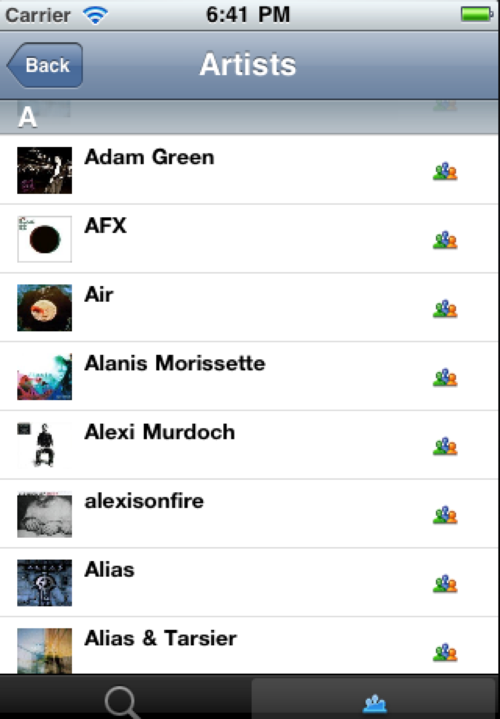 Carrier 6:41 PM
Back Artists
A
Adam Green
AFX
Air
Alanis Morissette
Alexi Murdoch
alexisonfire
Alias
Alias & Tarsier